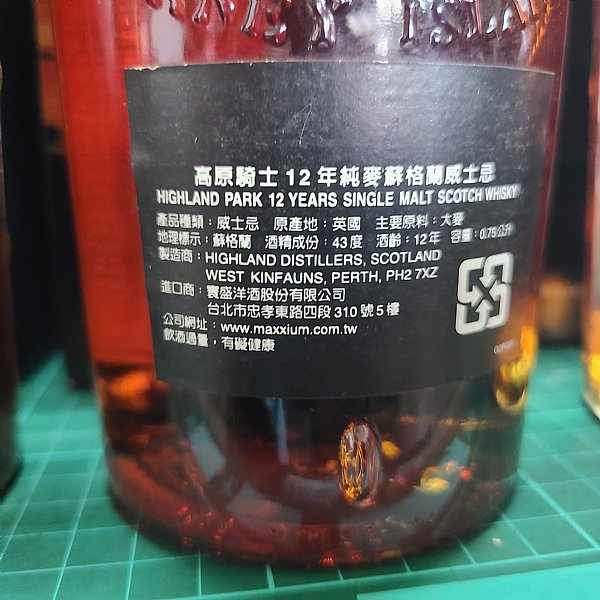 高原騎士12年純麥蘇格蘭威士忌
HIGHLAND PARK 12 YEARS SINGLE MALT SCOTCH WHISKY
產品種類：威士忌　原產地：英國　主要原料：大麥
地理標示：蘇格蘭　酒精成份：43度　酒齡：12年　容量：0.75公升
製造商：HIGHLAND DISTILLERS, SCOTLAND
WEST KINFAUNS, PERTH, PH2 7XZ
進口商：寰盛洋酒股份有限公司
台北市忠孝東路四段310號5樓
公司網址：www.maxxium.com.tw
飲酒過量，有礙健康